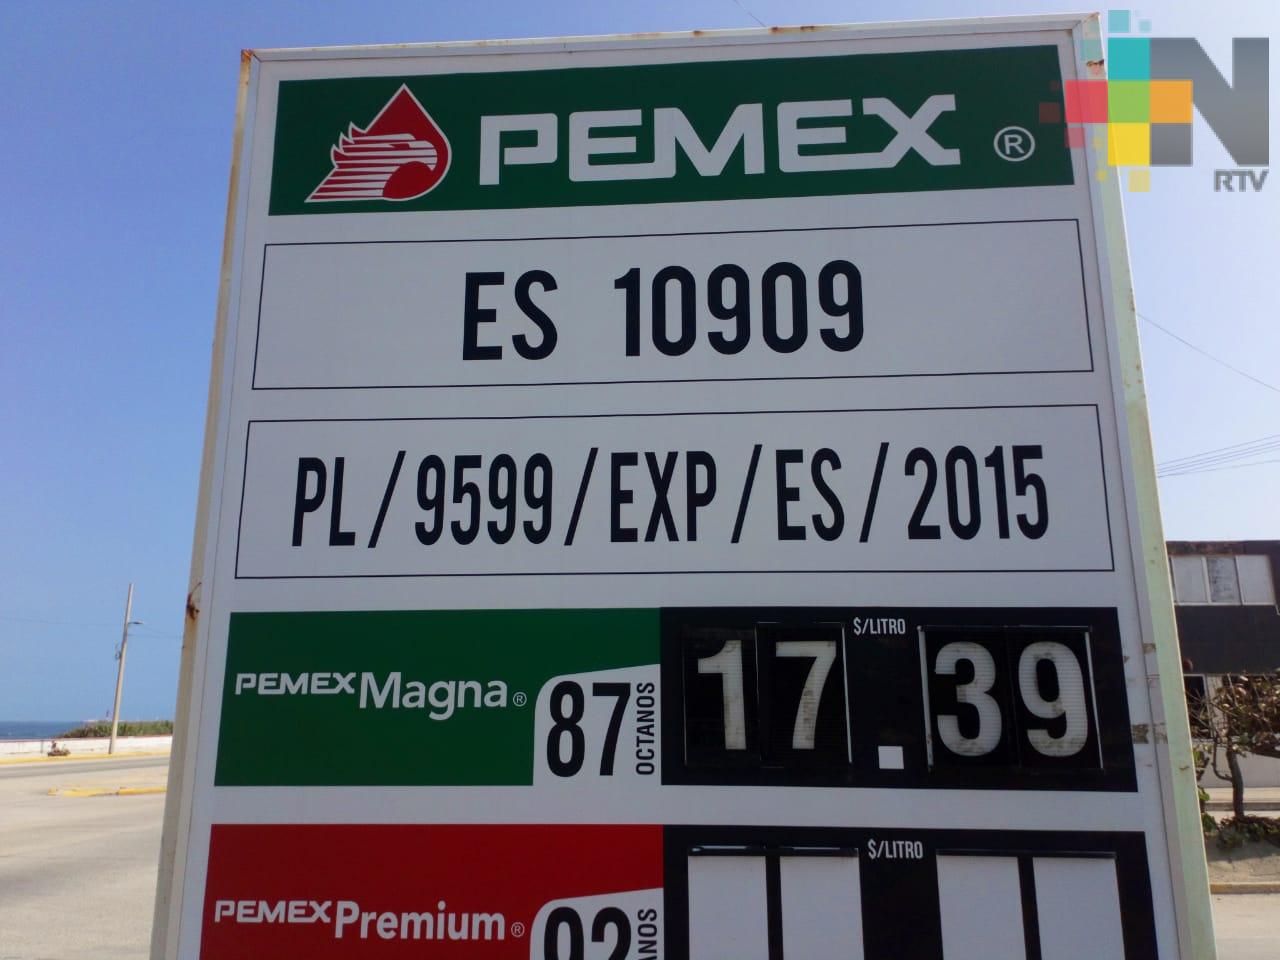 PEMEX ®
N
RTV
ES 10909
PL/9599/EXP/ES/2015
$/LITRO
PEMEX Magna® 87 OCTANOS 17.39
$/LITRO
PEMEX Premium® 92